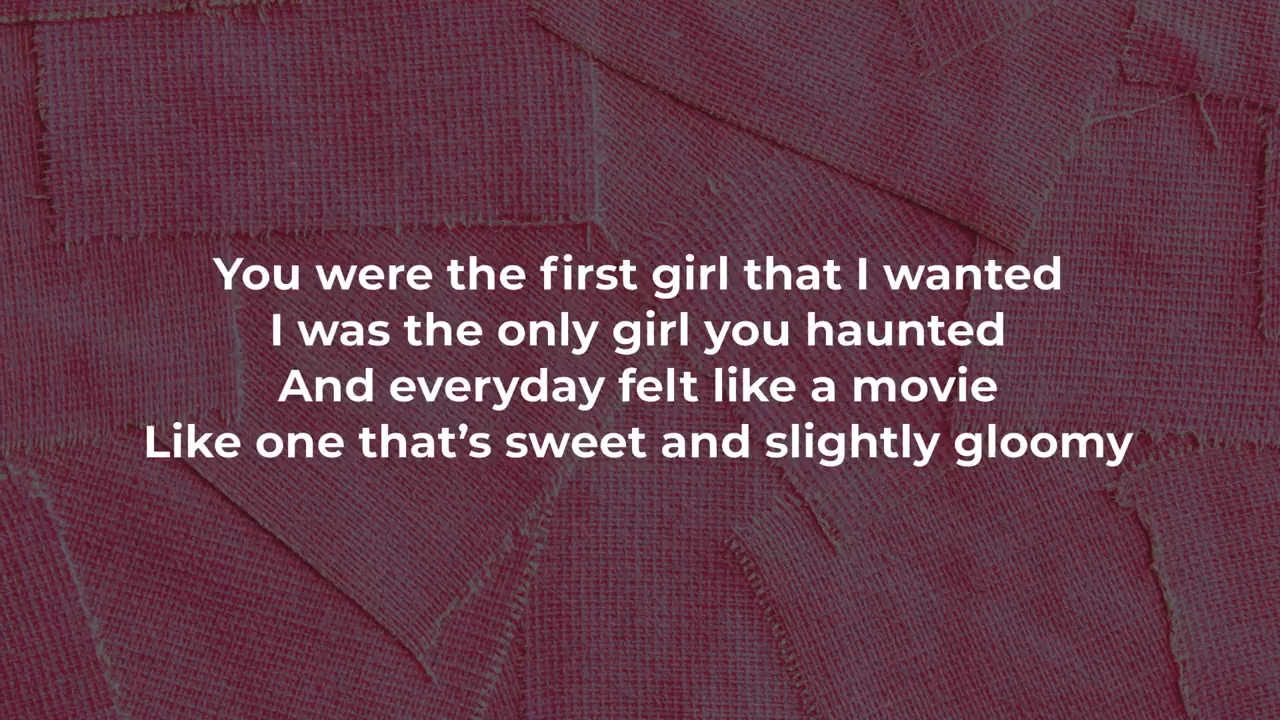 You were the first girl that I wanted
I was the only girl you haunted
And everyday felt like a movie
Like one that’s sweet and slightly gloomy